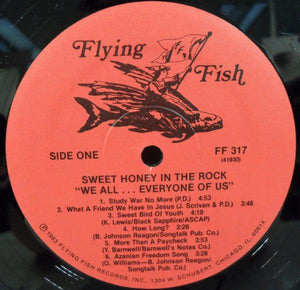 Flying Fish
SIDE ONE
FF 317
(41930)
SWEET HONEY IN THE ROCK
"WE ALL . . . EVERYONE OF US"
1. Study War No More (P.D.) 4:31
2. What a Friend We Have in Jesus (J. Scrivan & P.D.) 3:48
3. Sweet Bird of Youth 4:19
(K. Lewis/Black Sapphire/ASCAP)
4. How Long? 2:26
(B. Johnson Reagon/Songtalk Pub. Co.)
5. More Than a Paycheck 3:53
(Y. Barnwell/Barnwell's Notes Co.)
6. Azanian Freedom Song 2:28
(O. Williams—B. Johnson Reagon/
Songtalk Pub. Co.)
© 1983 FLYING FISH RECORDS, INC., 1304 W. SCHUBERT, CHICAGO, IL 60614